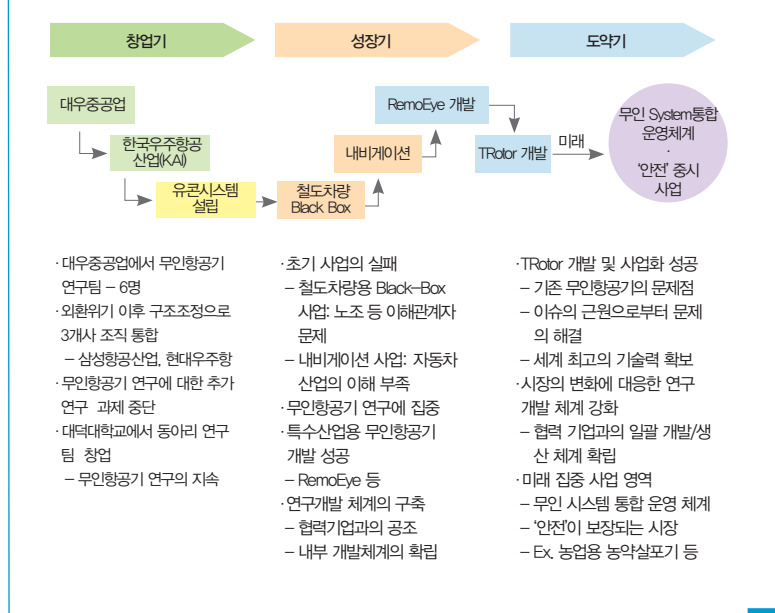 창업기
성장기
도약기
대우중공업
한국우주항공
산업(KAI)
유콘시스템
설립
철도차량
Black Box
내비게이션
RemoEye 개발
TRotor 개발
미래
무인 System통합
운영체계
·
‘안전’ 중시
사업
·대우중공업에서 무인항공기
연구팀 – 6명
·외환위기 이후 구조조정으로
3개사 조직 통합
– 삼성항공산업, 현대우주항
·무인항공기 연구에 대한 추가
연구 과제 중단
·대덕대학교에서 동아리 연구
팀 창업
– 무인항공기 연구의 지속
·초기 사업의 실패
– 철도차량용 Black–Box
사업: 노조 등 이해관계자
문제
– 내비게이션 사업: 자동차
산업의 이해 부족
·무인항공기 연구에 집중
·특수산업용 무인항공기
개발 성공
– RemoEye 등
·연구개발 체계의 구축
– 협력기업과의 공조
– 내부 개발체계의 확립
·TRotor 개발 및 사업화 성공
– 기존 무인항공기의 문제점
– 이슈의 근원으로부터 문제
의 해결
– 세계 최고의 기술력 확보
·시장의 변화에 대응한 연구
개발 체계 강화
– 협력 기업과의 일괄 개발/생
산 체계 확립
·미래 집중 사업 영역
– 무인 시스템 통합 운영 체계
– ‘안전’이 보장되는 시장
– Ex. 농업용 농약살포기 등